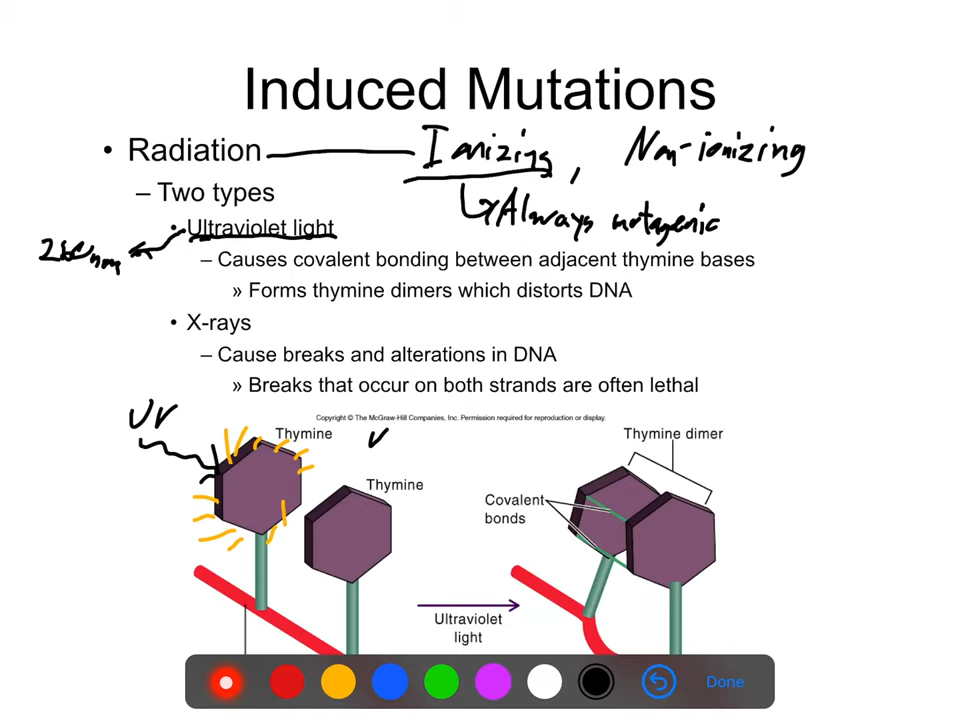 Induced Mutations
• Radiation Ionizing, Non-ionizing
– Two types
Always mutagenic
• Ultraviolet light
260nm
– Causes covalent bonding between adjacent thymine bases
» Forms thymine dimers which distorts DNA
• X-rays
– Cause breaks and alterations in DNA
» Breaks that occur on both strands are often lethal
UV
Copyright © The McGraw-Hill Companies, Inc. Permission required for reproduction or display.
Thymine
Thymine dimer
Thymine
Covalent
bonds
Ultraviolet
light
Done